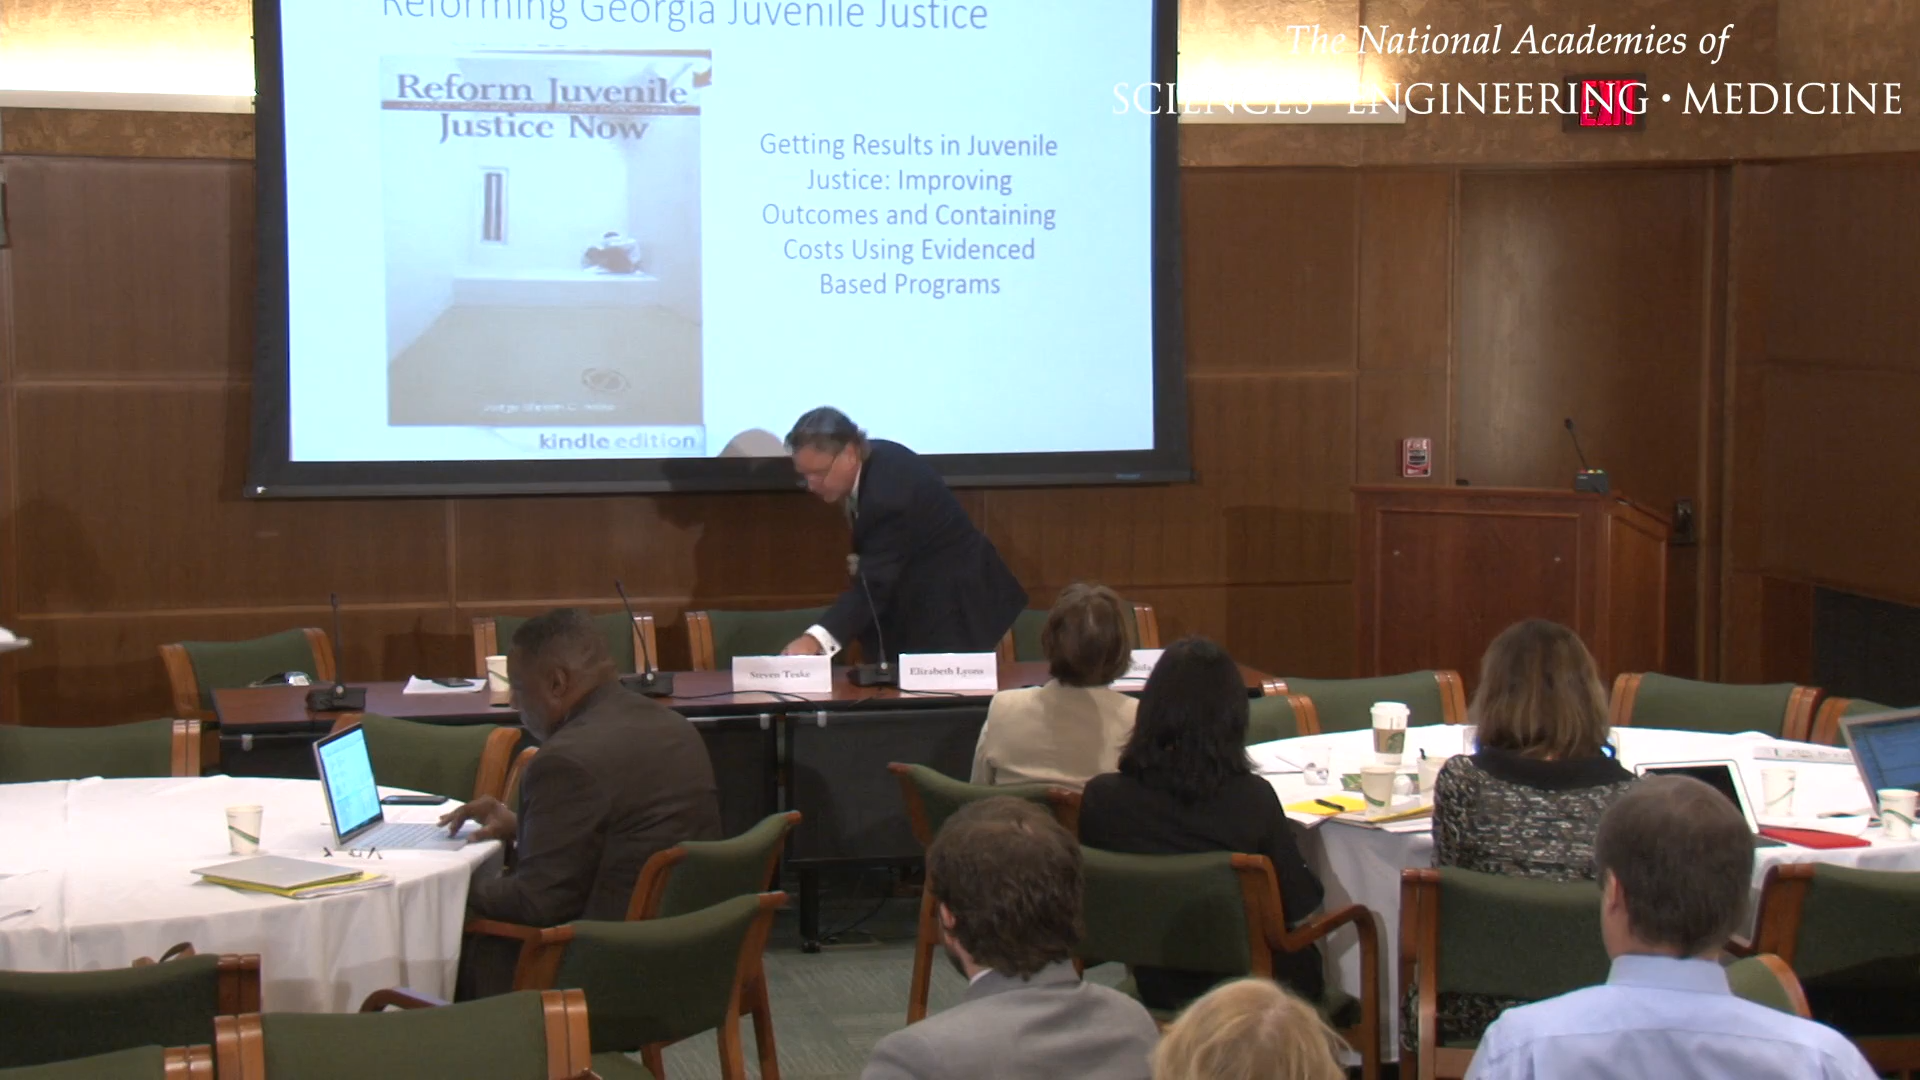 Reforming Georgia Juvenile Justice
The National Academies of
SCIENCES ENGINEERING • MEDICINE
EXIT
Reform Juvenile
Justice Now
Getting Results in Juvenile
Justice: Improving
Outcomes and Containing
Costs Using Evidenced
Based Programs
kindle edition
FIRE
Steven Teske
Elizabeth Lyons